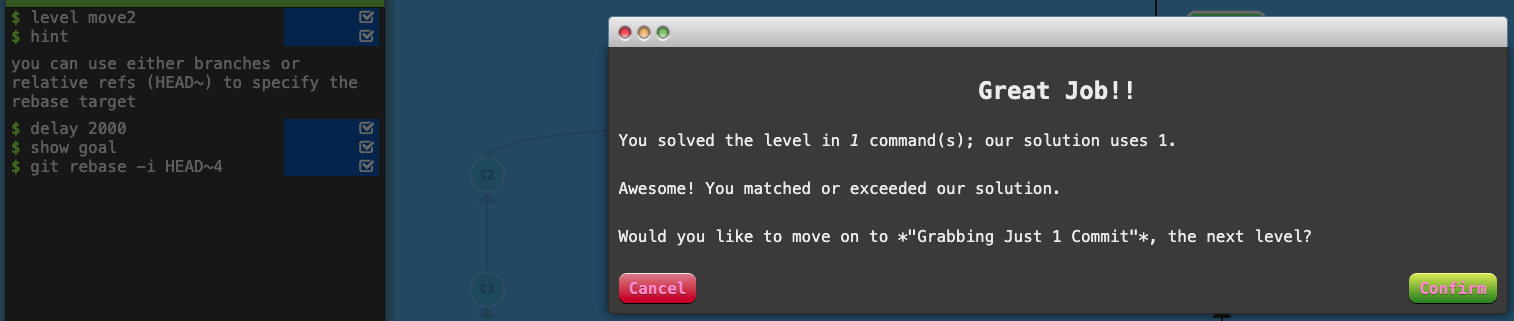 $ level move2
$ hint
you can use either branches or
relative refs (HEAD~) to specify the
rebase target
$ delay 2000
$ show goal
$ git rebase -i HEAD~4
C2
C3
Great Job!!
You solved the level in 1 command(s); our solution uses 1.
Awesome! You matched or exceeded our solution.
Would you like to move on to *"Grabbing Just 1 Commit"*, the next level?
Cancel
Confirm